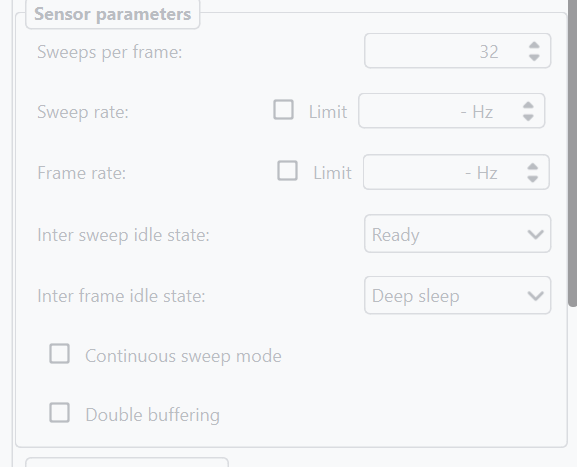 Sensor parameters
Sweeps per frame: 32
Sweep rate: Limit - Hz
Frame rate: Limit - Hz
Inter sweep idle state: Ready
Inter frame idle state: Deep sleep
Continuous sweep mode
Double buffering